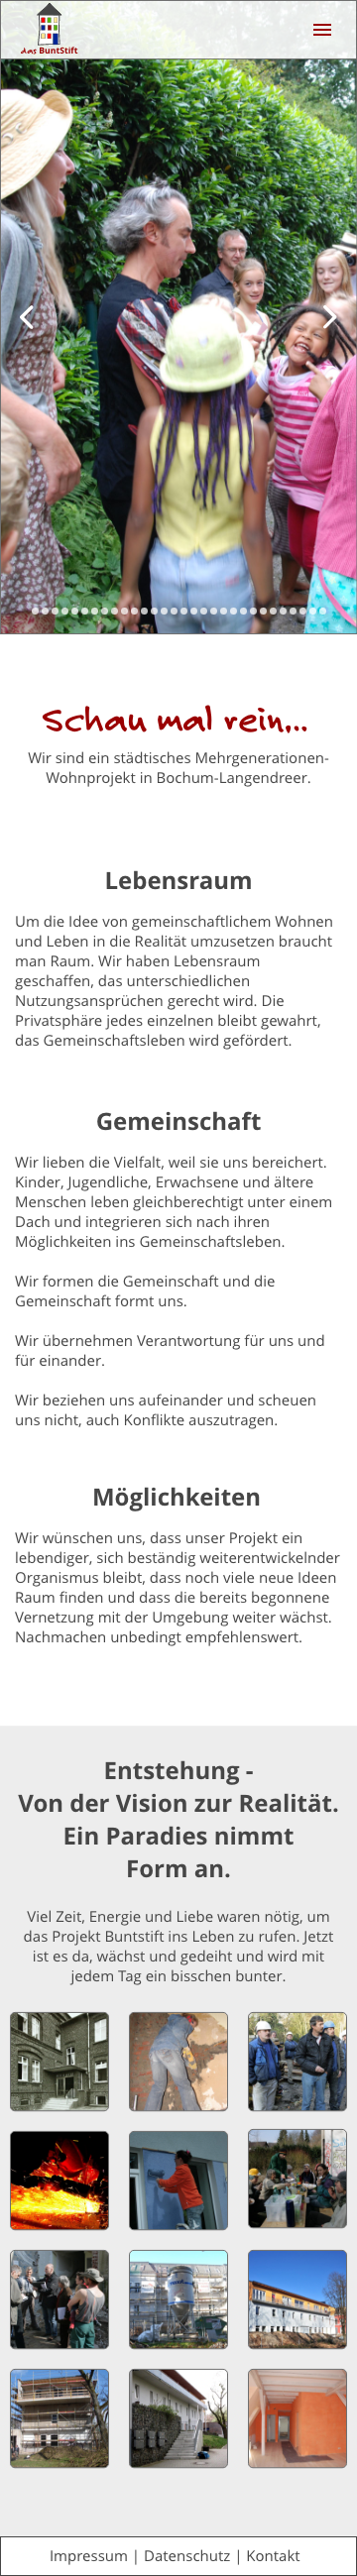 das BuntStift
Schau mal rein...
Wir sind ein städtisches Mehrgenerationen-
Wohnprojekt in Bochum-Langendreer.
Lebensraum
Um die Idee von gemeinschaftlichem Wohnen
und Leben in die Realität umzusetzen braucht
man Raum. Wir haben Lebensraum
geschaffen, das unterschiedlichen
Nutzungsansprüchen gerecht wird. Die
Privatsphäre jedes einzelnen bleibt gewahrt,
das Gemeinschaftsleben wird gefördert.
Gemeinschaft
Wir lieben die Vielfalt, weil sie uns bereichert.
Kinder, Jugendliche, Erwachsene und ältere
Menschen leben gleichberechtigt unter einem
Dach und integrieren sich nach ihren
Möglichkeiten ins Gemeinschaftsleben.
Wir formen die Gemeinschaft und die
Gemeinschaft formt uns.
Wir übernehmen Verantwortung für uns und
für einander.
Wir beziehen uns aufeinander und scheuen
uns nicht, auch Konflikte auszutragen.
Möglichkeiten
Wir wünschen uns, dass unser Projekt ein
lebendiger, sich beständig weiterentwickelnder
Organismus bleibt, dass noch viele neue Ideen
Raum finden und dass die bereits begonnene
Vernetzung mit der Umgebung weiter wächst.
Nachmachen unbedingt empfehlenswert.
Entstehung -
Von der Vision zur Realität.
Ein Paradies nimmt
Form an.
Viel Zeit, Energie und Liebe waren nötig, um
das Projekt Buntstift ins Leben zu rufen. Jetzt
ist es da, wächst und gedeiht und wird mit
jedem Tag ein bisschen bunter.
Impressum | Datenschutz | Kontakt